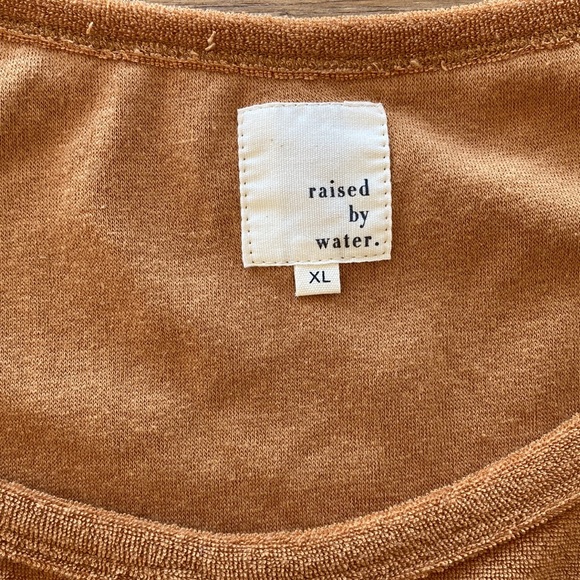 raised
by
water.
XL